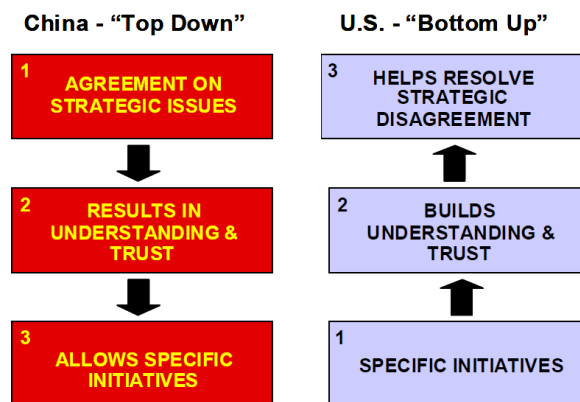 China - “Top Down”
1
AGREEMENT ON
STRATEGIC ISSUES
2
RESULTS IN
UNDERSTANDING &
TRUST
3
ALLOWS SPECIFIC
INITIATIVES
U.S. - “Bottom Up”
3
HELPS RESOLVE
STRATEGIC
DISAGREEMENT
2
BUILDS
UNDERSTANDING &
TRUST
1
SPECIFIC INITIATIVES